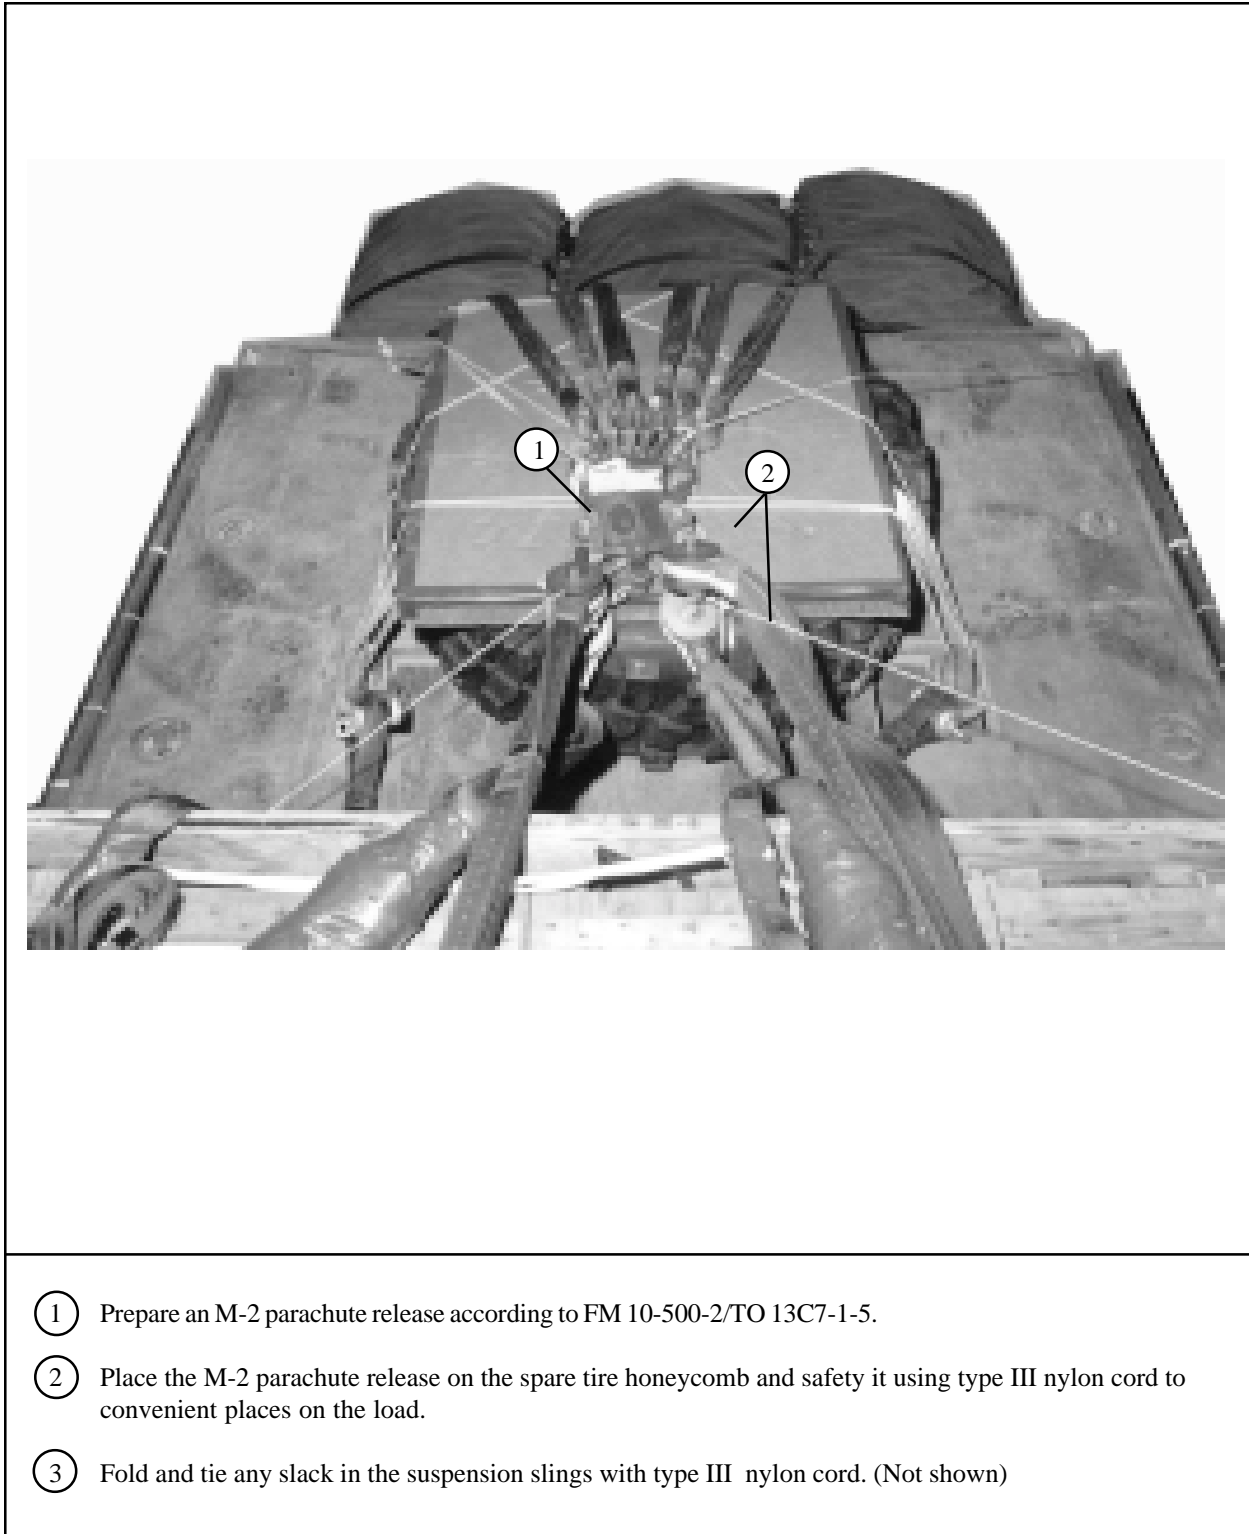 1
2
1 Prepare an M-2 parachute release according to FM 10-500-2/TO 13C7-1-5.
2 Place the M-2 parachute release on the spare tire honeycomb and safety it using type III nylon cord to
convenient places on the load.
3 Fold and tie any slack in the suspension slings with type III nylon cord. (Not shown)